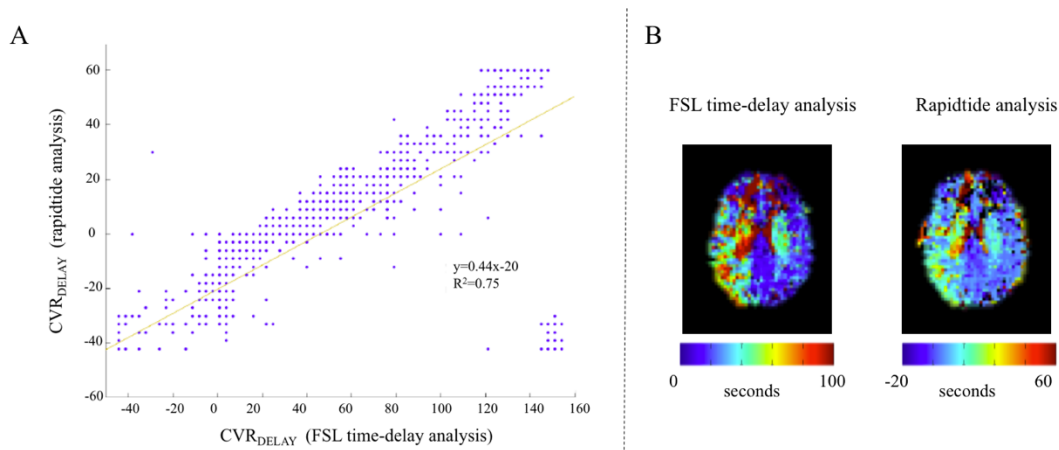 A
CVRDELAY (rapidtide analysis)
60
40
20
0
-20
-40
-60
-40
-20
0
20
40
60
80
100
120
140
160
y=0.44x-20
R²=0.75
CVRDELAY (FSL time-delay analysis)
B
FSL time-delay analysis
Rapidtide analysis
0
100
seconds
-20
60
seconds